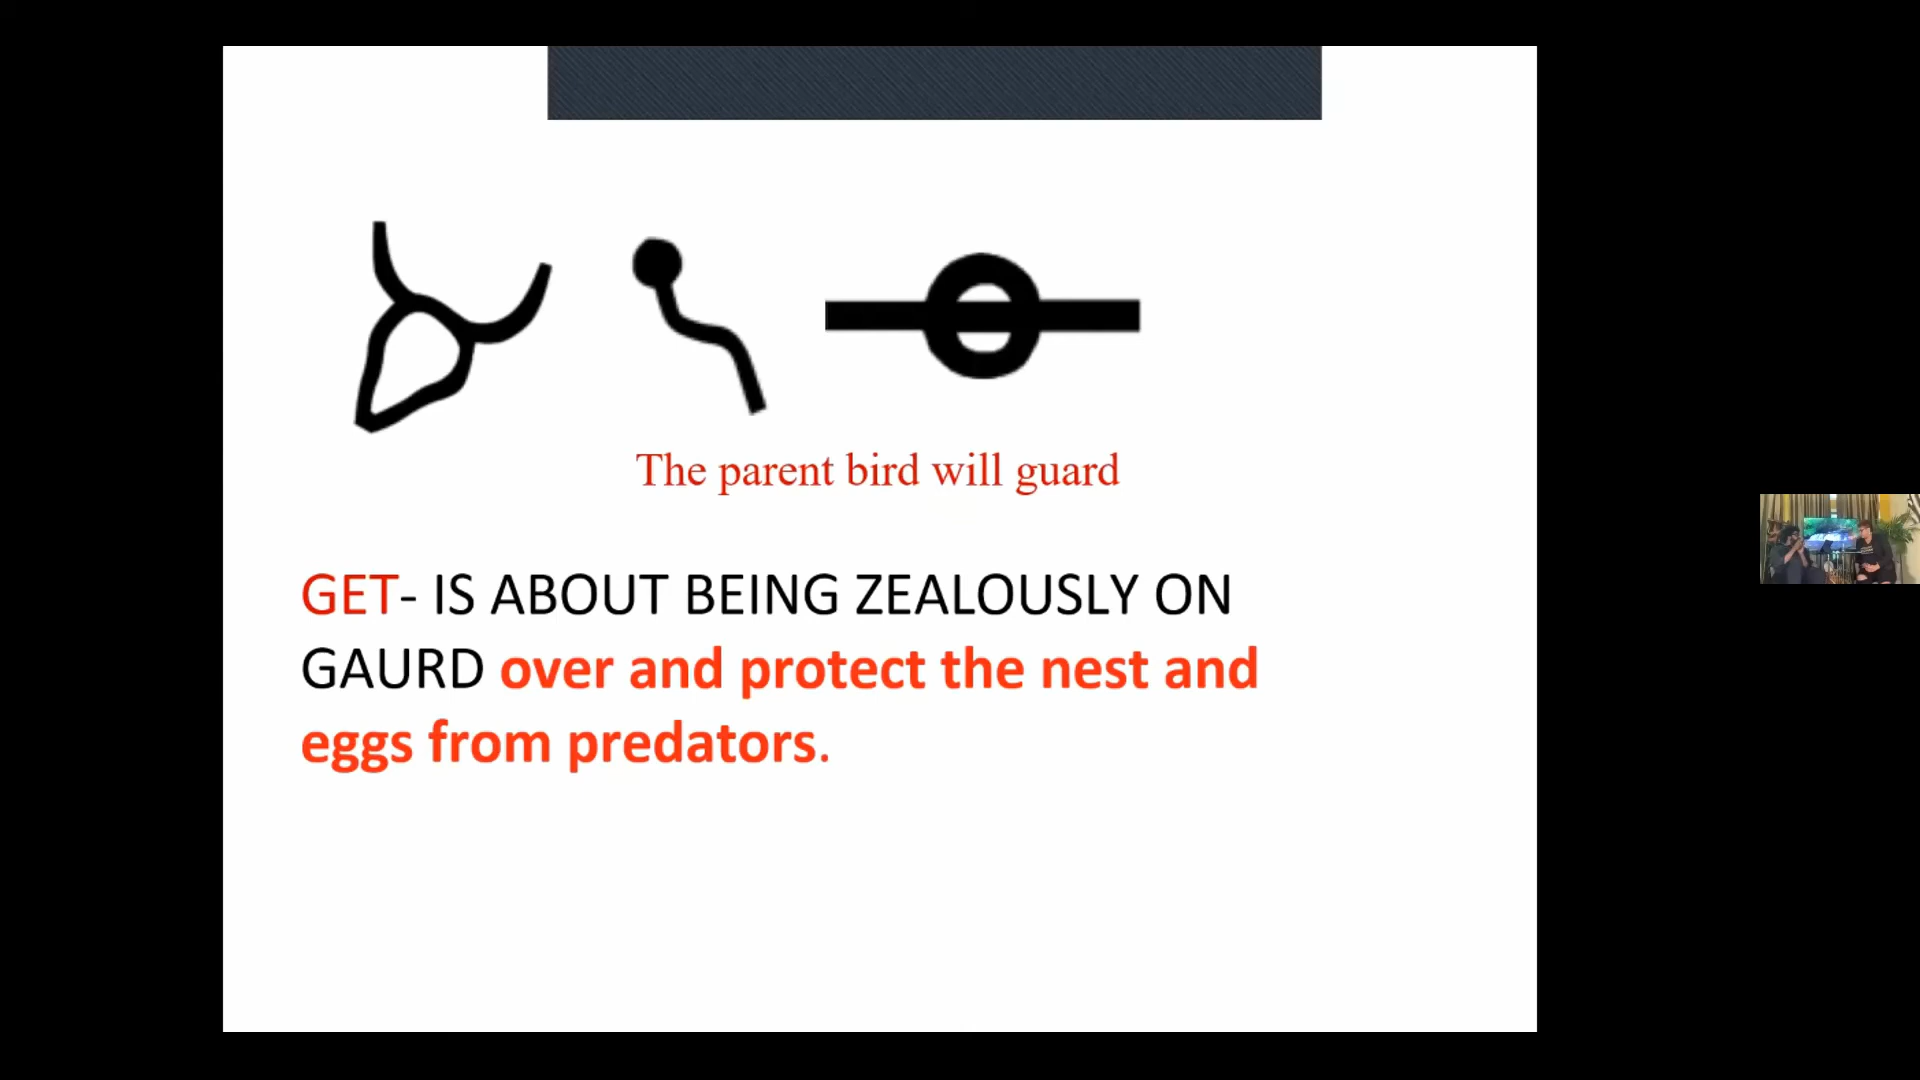 The parent bird will guard
GET- IS ABOUT BEING ZEALOUSLY ON
GAURD over and protect the nest and
eggs from predators.